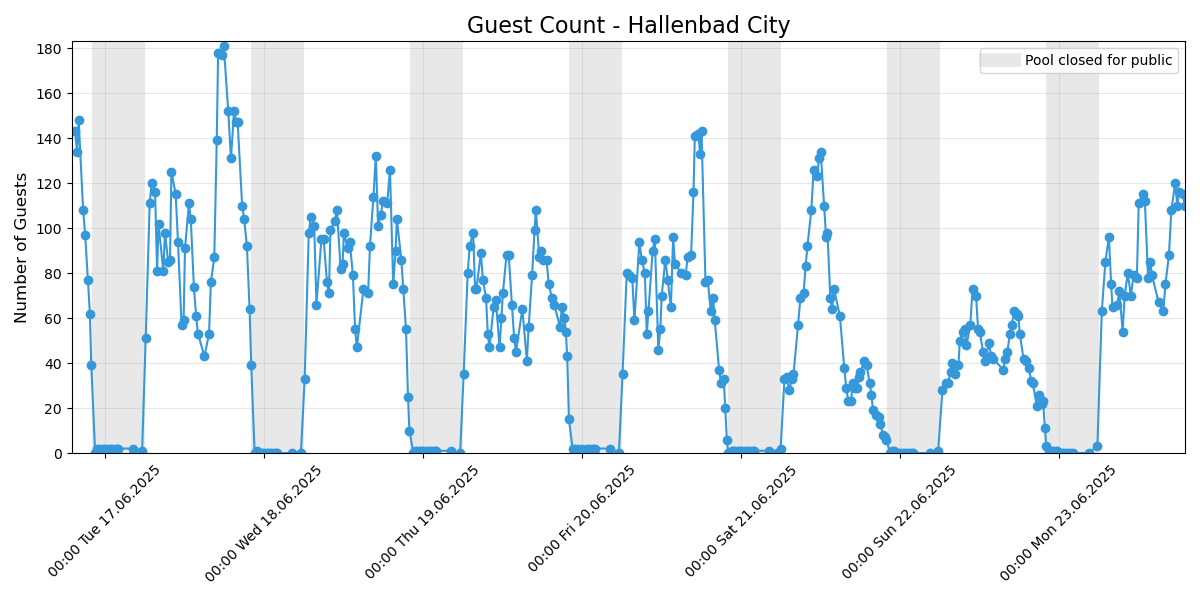 Guest Count - Hallenbad City
Pool closed for public
Number of Guests
180
160
140
120
100
80
60
40
20
0
00:00 Tue 17.06.2025
00:00 Wed 18.06.2025
00:00 Thu 19.06.2025
00:00 Fri 20.06.2025
00:00 Sat 21.06.2025
00:00 Sun 22.06.2025
00:00 Mon 23.06.2025